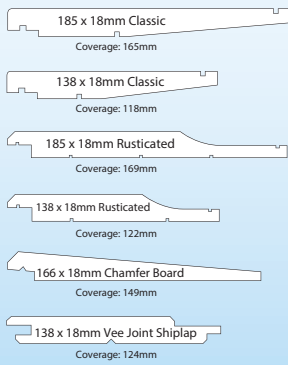 185 x 18mm Classic
Coverage: 165mm
138 x 18mm Classic
Coverage: 118mm
185 x 18mm Rusticated
Coverage: 169mm
138 x 18mm Rusticated
Coverage: 122mm
166 x 18mm Chamfer Board
Coverage: 149mm
138 x 18mm Vee Joint Shiplap
Coverage: 124mm